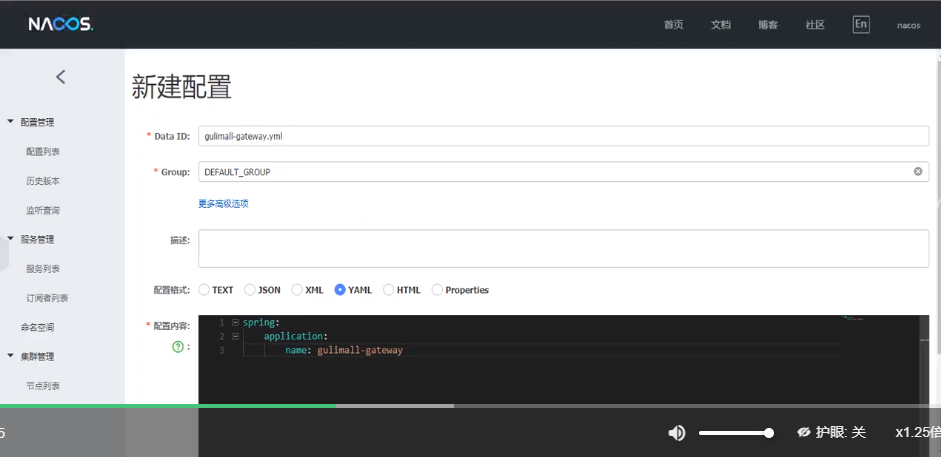 NACOS.
首页 文档 博客 社区 En nacos
新建配置
配置管理
配置列表
历史版本
监听查询
服务管理
服务列表
订阅者列表
命名空间
集群管理
节点列表
* Data ID: gulimall-gateway.yml
* Group: DEFAULT_GROUP
更多高级选项
描述:
配置格式: TEXT JSON XML YAML HTML Properties
* 配置内容:
? :
1 spring:
2 application:
3 name: gulimall-gateway
5
护眼: 关 x1.25倍